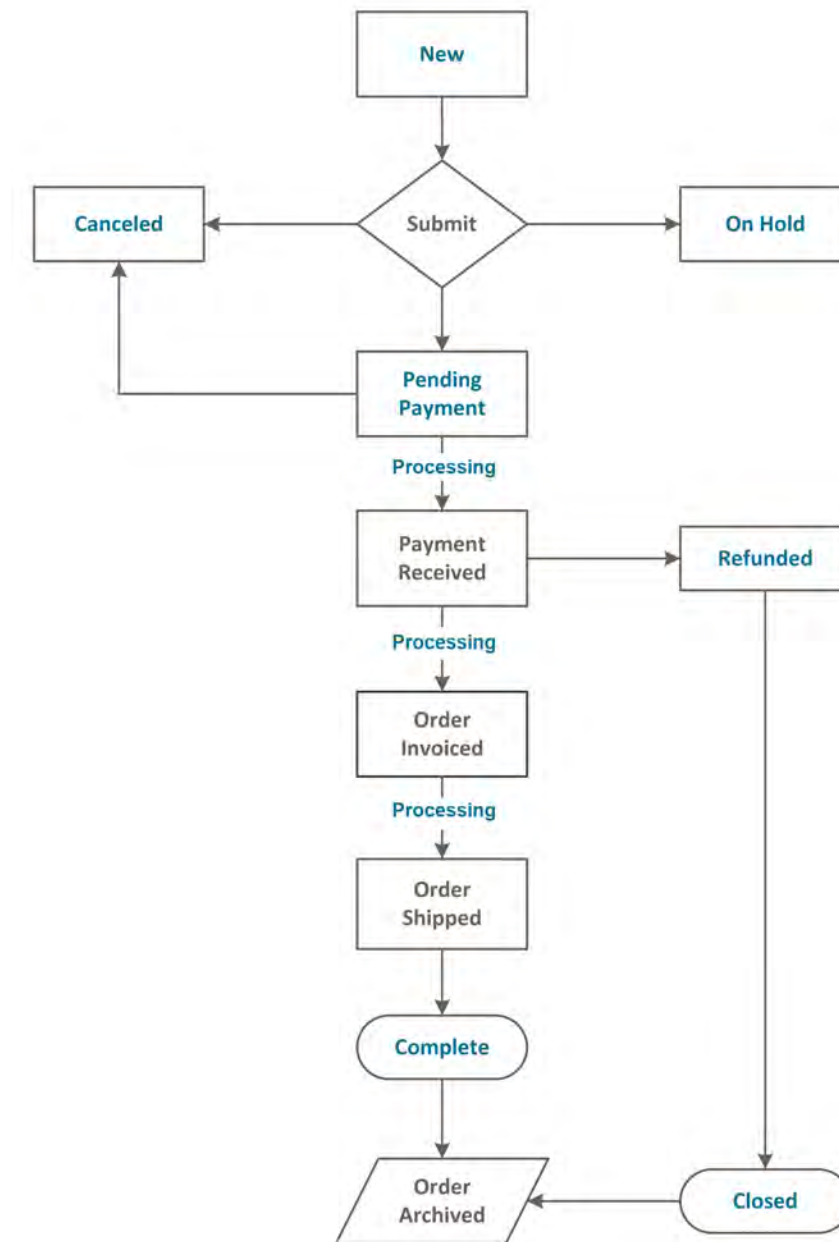 New
Canceled
Submit
On Hold
Pending
Payment
Processing
Payment
Received
Refunded
Processing
Order
Invoiced
Processing
Order
Shipped
Complete
Order
Archived
Closed